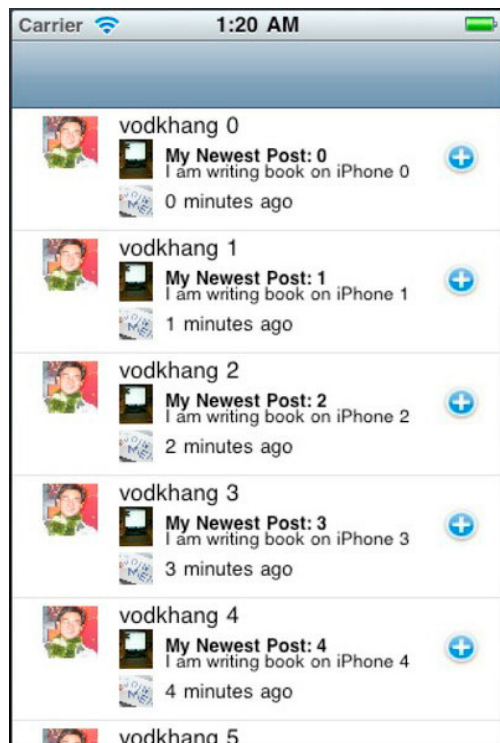 Carrier 1:20 AM
vodkhang 0
My Newest Post: 0
I am writing book on iPhone 0
0 minutes ago
vodkhang 1
My Newest Post: 1
I am writing book on iPhone 1
1 minutes ago
vodkhang 2
My Newest Post: 2
I am writing book on iPhone 2
2 minutes ago
vodkhang 3
My Newest Post: 3
I am writing book on iPhone 3
3 minutes ago
vodkhang 4
My Newest Post: 4
I am writing book on iPhone 4
4 minutes ago
vodkhang 5